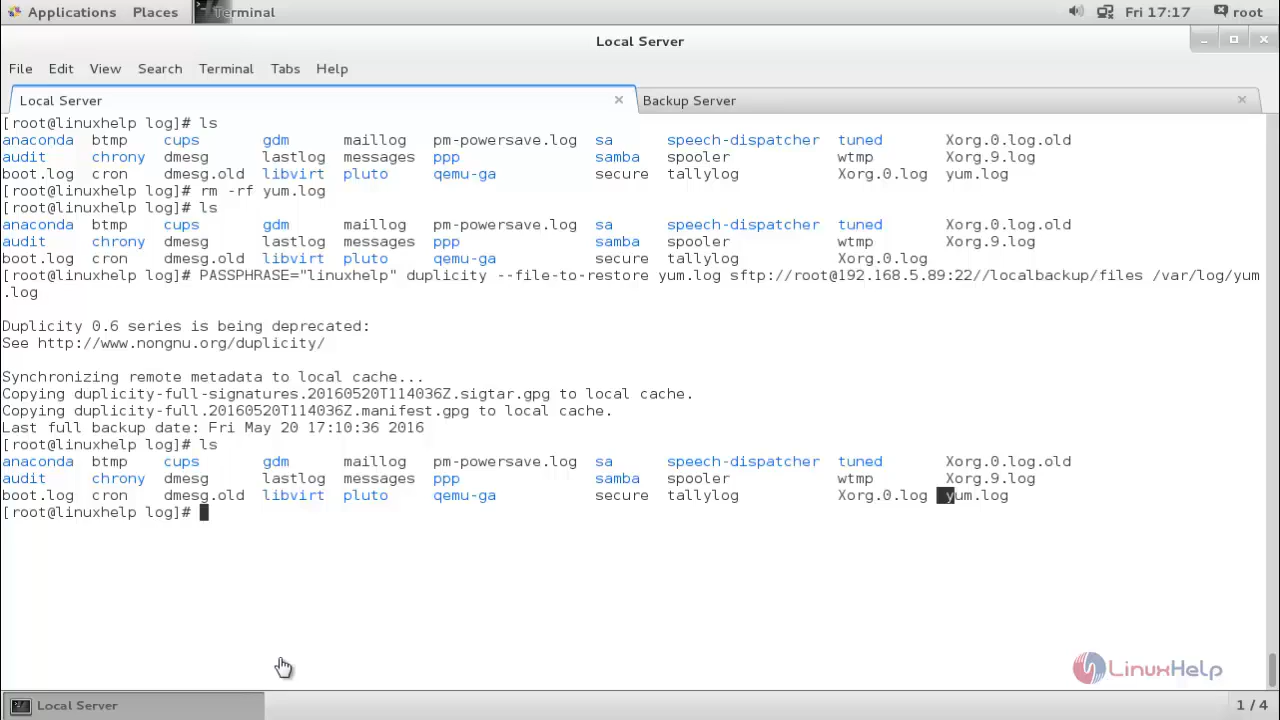 Applications Places Terminal Fri 17:17 root
Local Server
File Edit View Search Terminal Tabs Help
Local Server Backup Server
[root@linuxhelp log]# ls
anaconda btmp cups gdm maillog pm-powersave.log sa speech-dispatcher tuned Xorg.0.log.old
audit chrony dmesg lastlog messages ppp samba spooler wtmp Xorg.9.log
boot.log cron dmesg.old libvirt pluto qemu-ga secure tallylog Xorg.0.log yum.log
[root@linuxhelp log]# rm -rf yum.log
[root@linuxhelp log]# ls
anaconda btmp cups gdm maillog pm-powersave.log sa speech-dispatcher tuned Xorg.0.log.old
audit chrony dmesg lastlog messages ppp samba spooler wtmp Xorg.9.log
boot.log cron dmesg.old libvirt pluto qemu-ga secure tallylog Xorg.0.log
[root@linuxhelp log]# PASSPHRASE="linuxhelp" duplicity --file-to-restore yum.log sftp://root@192.168.5.89:22//localbackup/files /var/log/yum
.log
Duplicity 0.6 series is being deprecated:
See http://www.nongnu.org/duplicity/
Synchronizing remote metadata to local cache...
Copying duplicity-full-signatures.20160520T114036Z.sigtar.gpg to local cache.
Copying duplicity-full.20160520T114036Z.manifest.gpg to local cache.
Last full backup date: Fri May 20 17:10:36 2016
[root@linuxhelp log]# ls
anaconda btmp cups gdm maillog pm-powersave.log sa speech-dispatcher tuned Xorg.0.log.old
audit chrony dmesg lastlog messages ppp samba spooler wtmp Xorg.9.log
boot.log cron dmesg.old libvirt pluto qemu-ga secure tallylog Xorg.0.log yum.log
[root@linuxhelp log]#
LinuxHelp
Local Server 1 / 4